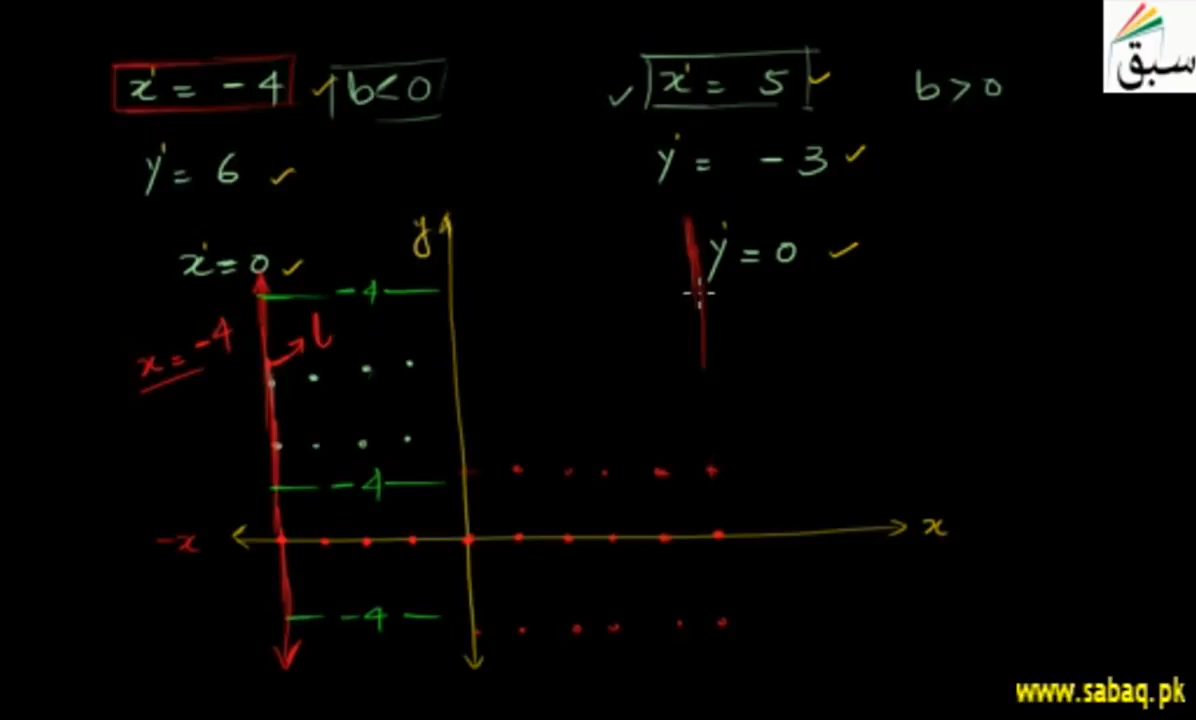 x' = -4 ✓ b<0
✓ x' = 5 ✓ b>0
سبق
y' = 6 ✓
y' = -3 ✓
y
x' = 0 ✓
y' = 0 ✓
-4
x = -4
l
-4
-x
x
-4
www.sabaq.pk